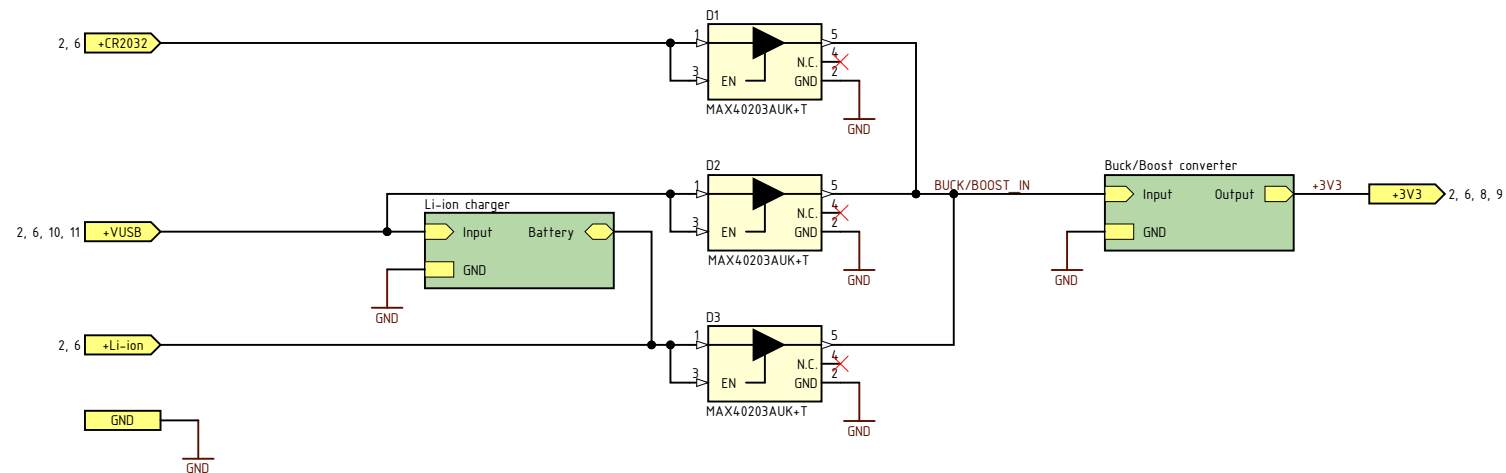 D1
2, 6 +CR2032
1 5
4
N.C.
3 2
EN GND
MAX40203AUK+T
GND
D2
1 5
BUCK/BOOST_IN
4
N.C.
3 2
EN GND
MAX40203AUK+T
GND
Buck/Boost converter
Input Output
+3V3
+3V3 2, 6, 8, 9
GND
GND
Li-ion charger
2, 6, 10, 11 +VUSB
Input Battery
GND
GND
D3
2, 6 +Li-ion
1 5
4
N.C.
3 2
EN GND
MAX40203AUK+T
GND
GND
GND